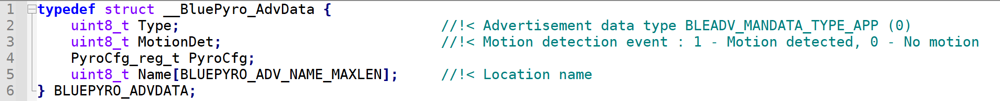 1 typedef struct __BluePyro_AdvData {
2     uint8_t Type;                               //!< Advertisement data type BLEADV_MANDATA_TYPE_APP (0)
3     uint8_t MotionDet;                          //!< Motion detection event : 1 - Motion detected, 0 - No motion
4     PyroCfg_reg_t PyroCfg;
5     uint8_t Name[BLUEPYRO_ADV_NAME_MAXLEN];     //!< Location name
6 } BLUEPYRO_ADVDATA;